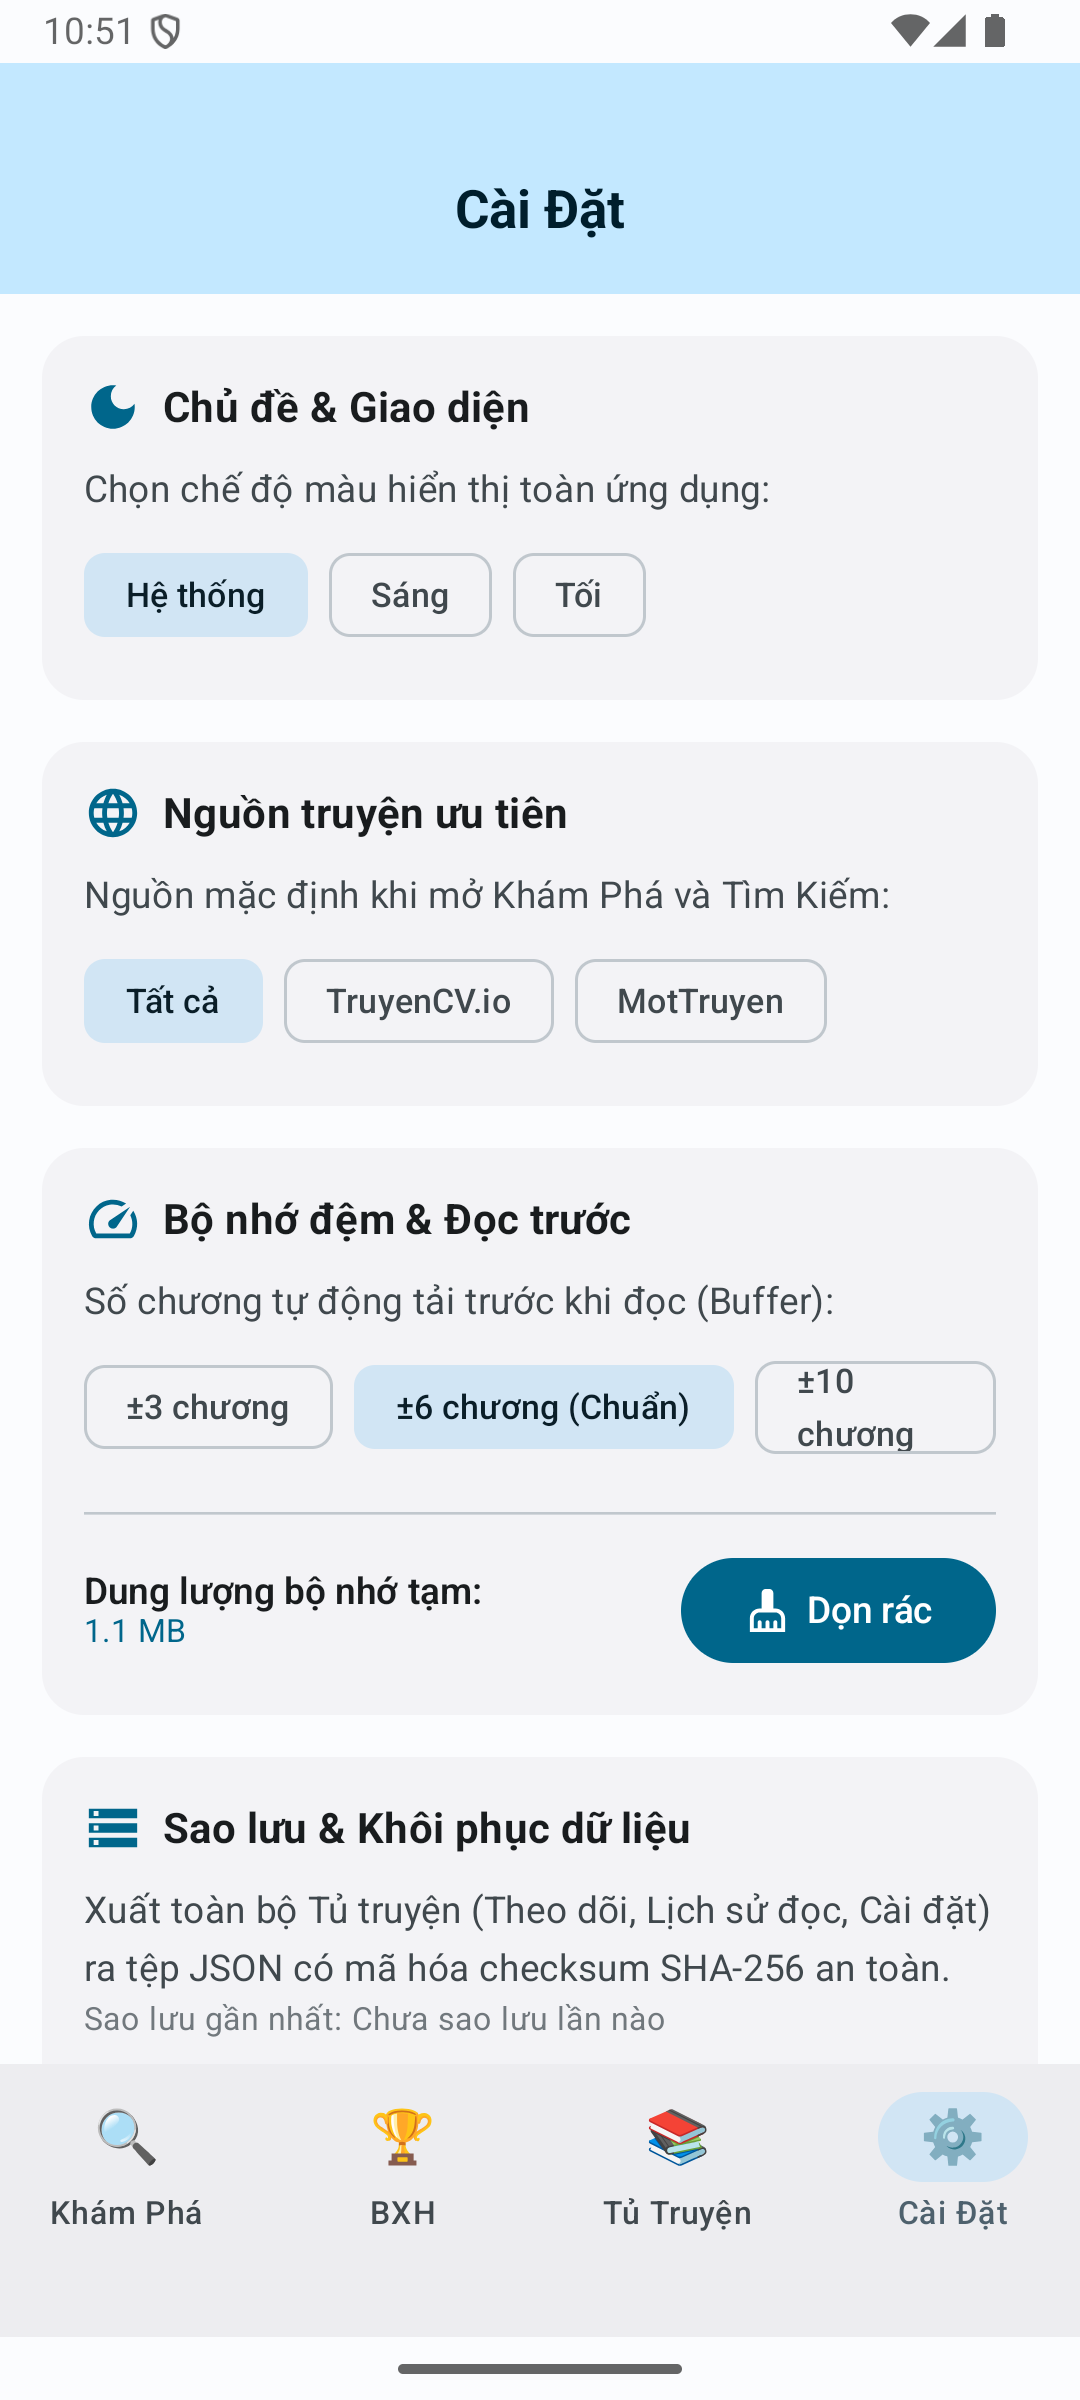 10:51
Cài Đặt
Chủ đề & Giao diện
Chọn chế độ màu hiển thị toàn ứng dụng:
Hệ thống
Sáng
Tối
Nguồn truyện ưu tiên
Nguồn mặc định khi mở Khám Phá và Tìm Kiếm:
Tất cả
TruyenCV.io
MotTruyen
Bộ nhớ đệm & Đọc trước
Số chương tự động tải trước khi đọc (Buffer):
±3 chương
±6 chương (Chuẩn)
±10
chương
Dung lượng bộ nhớ tạm:
1.1 MB
Dọn rác
Sao lưu & Khôi phục dữ liệu
Xuất toàn bộ Tủ truyện (Theo dõi, Lịch sử đọc, Cài đặt)
ra tệp JSON có mã hóa checksum SHA-256 an toàn.
Sao lưu gần nhất: Chưa sao lưu lần nào
Khám Phá
BXH
Tủ Truyện
Cài Đặt